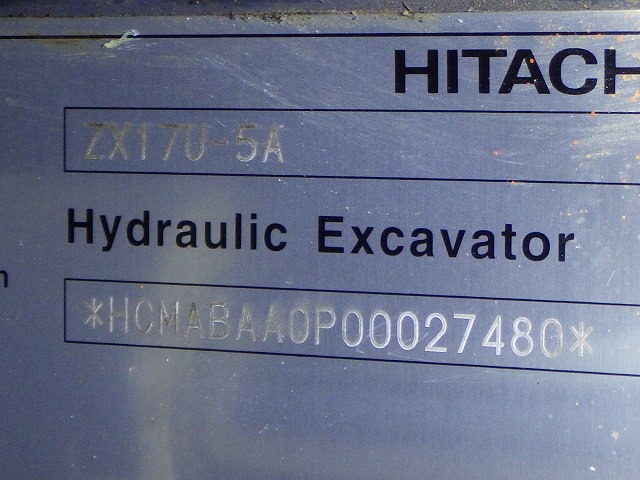 HITACH
ZX17U-5A
Hydraulic Excavator
n
*HCMABAA0P00027480*